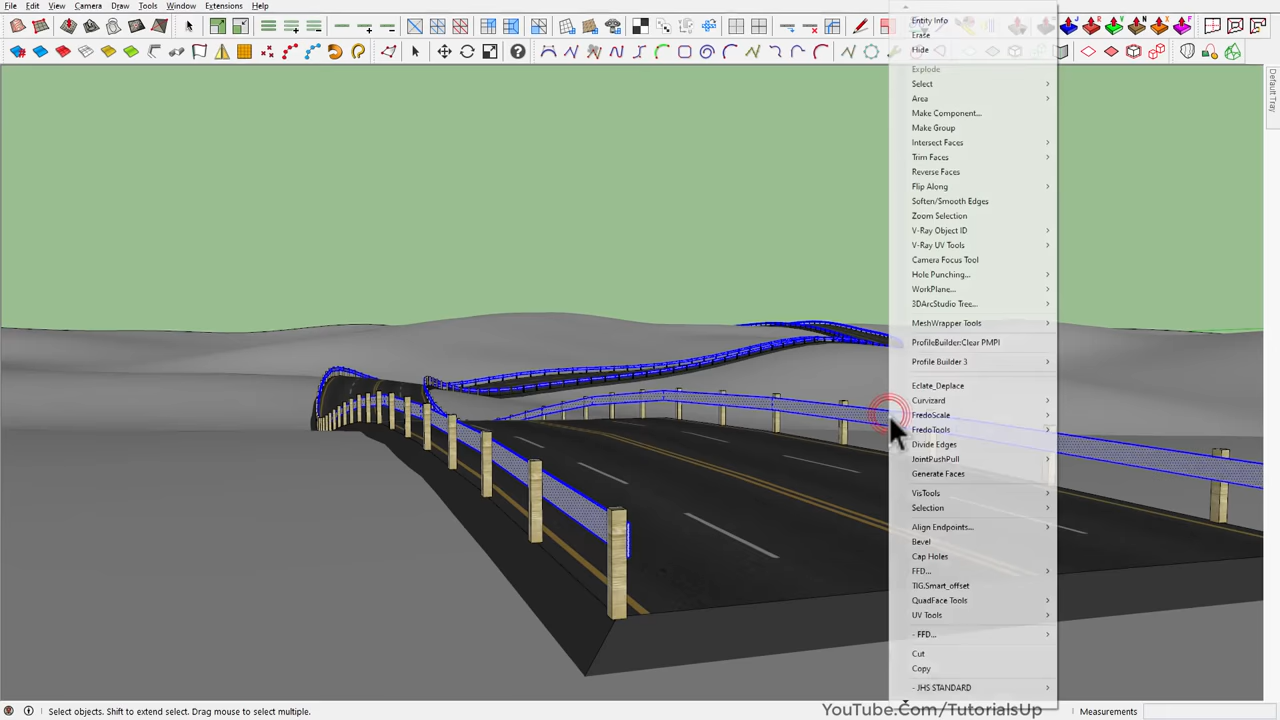 File Edit View Camera Draw Tools Window Extensions Help
Default Tray
Entity Info
Erase
Hide
Explode
Select
Area
Make Component...
Make Group
Intersect Faces
Trim Faces
Reverse Faces
Flip Along
Soften/Smooth Edges
Zoom Selection
V-Ray Object ID
V-Ray UV Tools
Camera Focus Tool
Hole Punching...
WorkPlane...
3DArcStudio Tree...
MeshWrapper Tools
ProfileBuilder:Clear PMPI
Profile Builder 3
Eclate_Deplace
Curvizard
FredoScale
FredoTools
Divide Edges
JointPushPull
Generate Faces
VisTools
Selection
Align Endpoints...
Bevel
Cap Holes
FFD...
TIG.Smart_offset
QuadFace Tools
UV Tools
- FFD...
Cut
Copy
- JHS STANDARD
Select objects. Shift to extend select. Drag mouse to select multiple.
YouTube.Com/TutorialsUp
Measurements